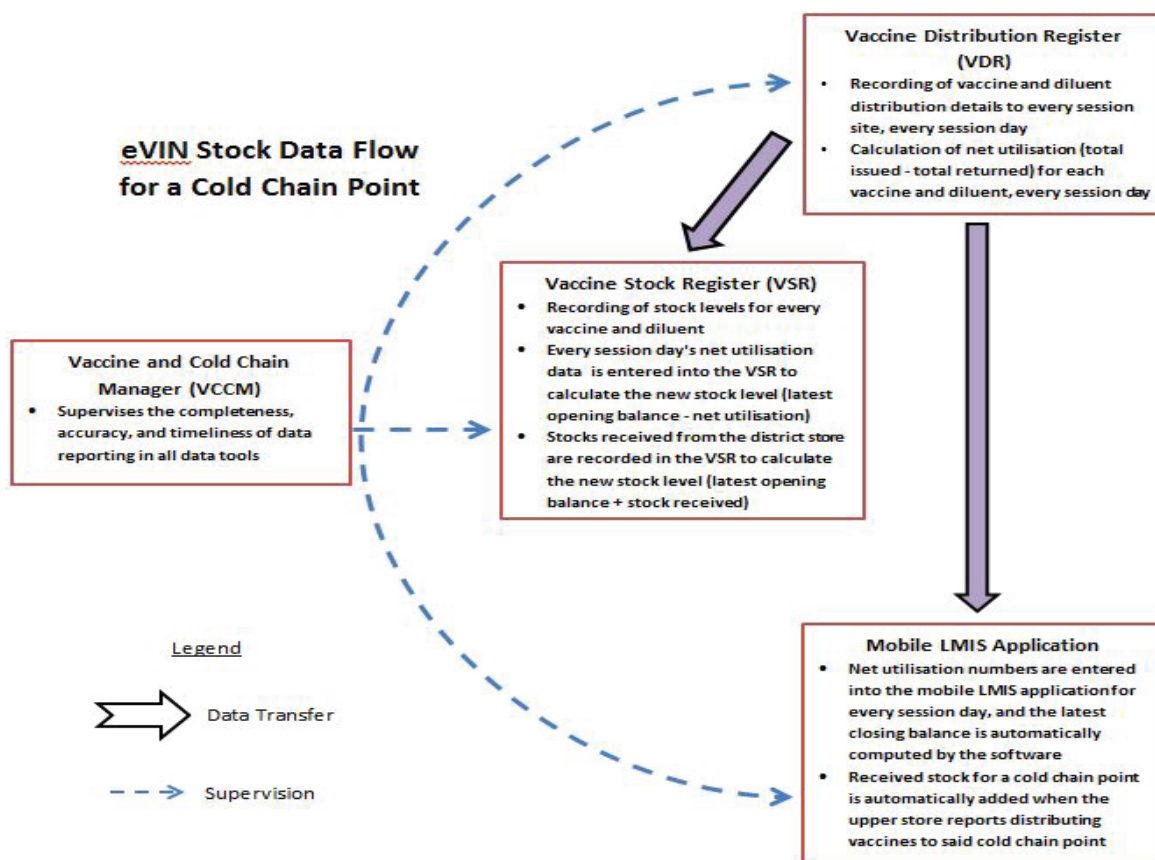 eVIN Stock Data Flow
for a Cold Chain Point
Vaccine Distribution Register
(VDR)
• Recording of vaccine and diluent
distribution details to every session
site, every session day
• Calculation of net utilisation (total
issued - total returned) for each
vaccine and diluent, every session day
Vaccine Stock Register (VSR)
• Recording of stock levels for every
vaccine and diluent
• Every session day's net utilisation
data is entered into the VSR to
calculate the new stock level (latest
opening balance - net utilisation)
• Stocks received from the district store
are recorded in the VSR to calculate
the new stock level (latest opening
balance + stock received)
Vaccine and Cold Chain
Manager (VCCM)
• Supervises the completeness,
accuracy, and timeliness of data
reporting in all data tools
Mobile LMIS Application
• Net utilisation numbers are entered
into the mobile LMIS application for
every session day, and the latest
closing balance is automatically
computed by the software
• Received stock for a cold chain point
is automatically added when the
upper store reports distributing
vaccines to said cold chain point
Legend
Data Transfer
Supervision